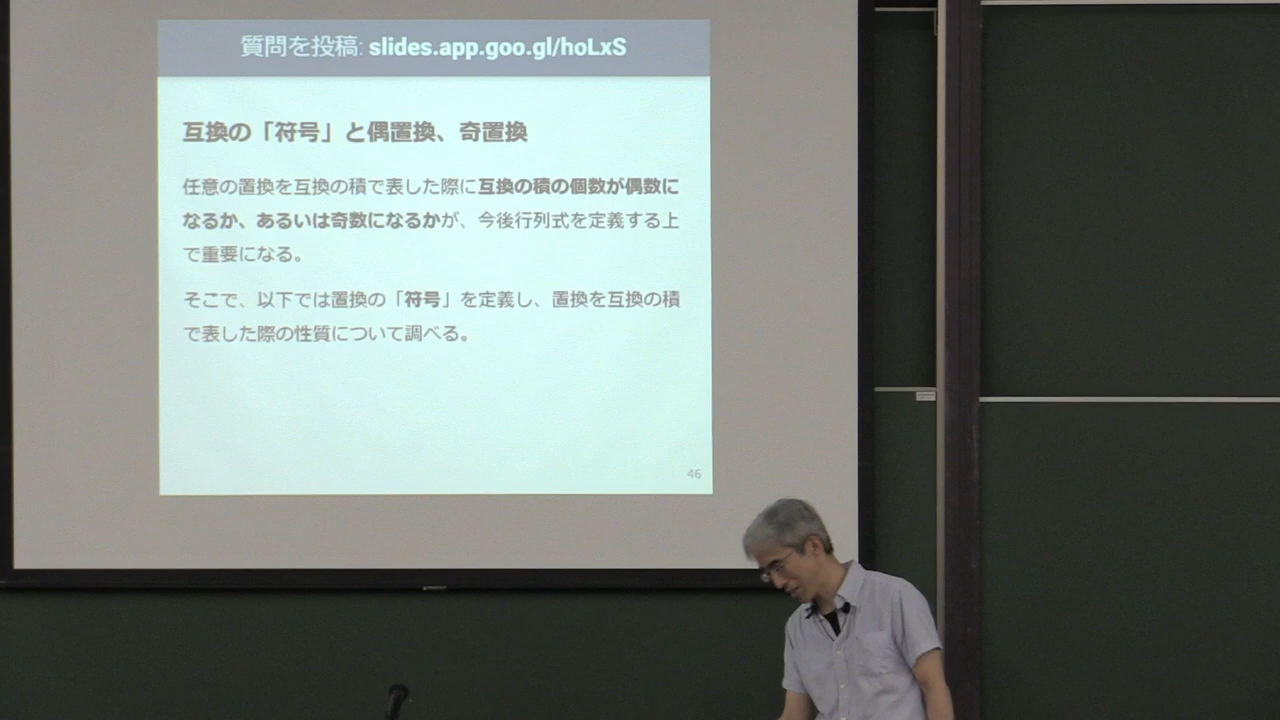 質問を投稿: slides.app.goo.gl/hoLxS
互換の「符号」と偶置換、奇置換
任意の置換を互換の積で表した際に互換の積の個数が偶数に
なるか、あるいは奇数になるかが、今後行列式を定義する上
で重要になる。
そこで、以下では置換の「符号」を定義し、置換を互換の積
で表した際の性質について調べる。
46